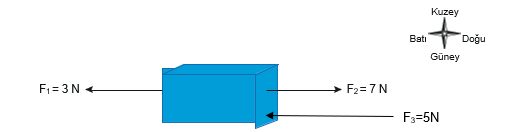 Kuzey
Batı Doğu
Güney
F₁ = 3 N
F₂ = 7 N
F₃=5N